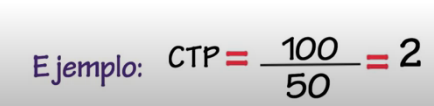 Ejemplo: CTP = 100/50 = 2